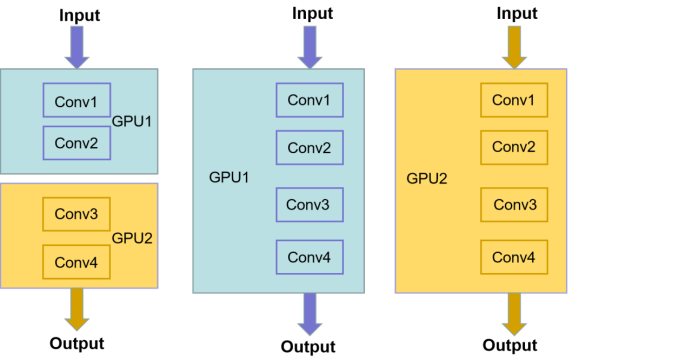 Input
Conv1
GPU1
Conv2
Conv3
GPU2
Conv4
Output
Input
Conv1
Conv2
GPU1
Conv3
Conv4
Output
Input
Conv1
Conv2
GPU2
Conv3
Conv4
Output